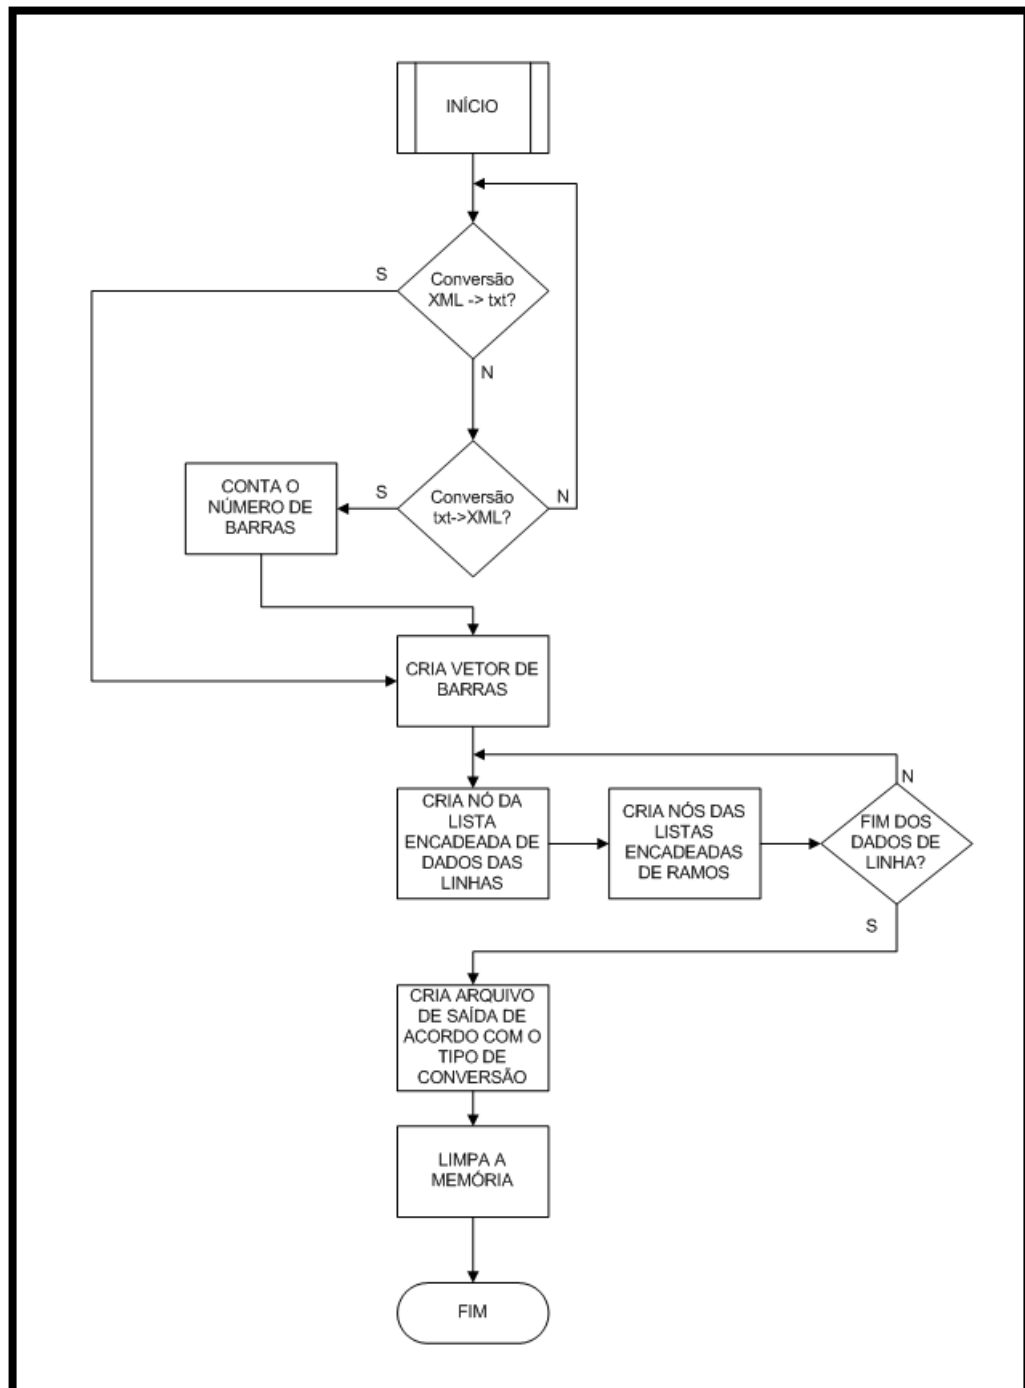 INÍCIO
S
Conversão
XML -> txt?
N
CONTA O
NÚMERO DE
BARRAS
S
Conversão
txt->XML?
N
CRIA VETOR DE
BARRAS
N
CRIA NÓ DA
LISTA
ENCADEADA DE
DADOS DAS
LINHAS
CRIA NÓS DAS
LISTAS
ENCADEADAS
DE RAMOS
FIM DOS
DADOS DE
LINHA?
S
CRIA ARQUIVO
DE SAÍDA DE
ACORDO COM O
TIPO DE
CONVERSÃO
LIMPA A
MEMÓRIA
FIM